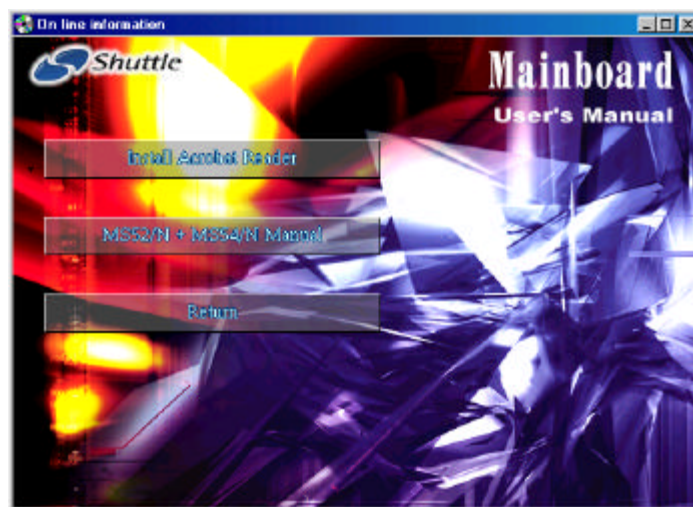 On line information
Shuttle
Mainboard
User's Manual
Install Acrobat Reader
MS52/N + MS54/N Manual
Return